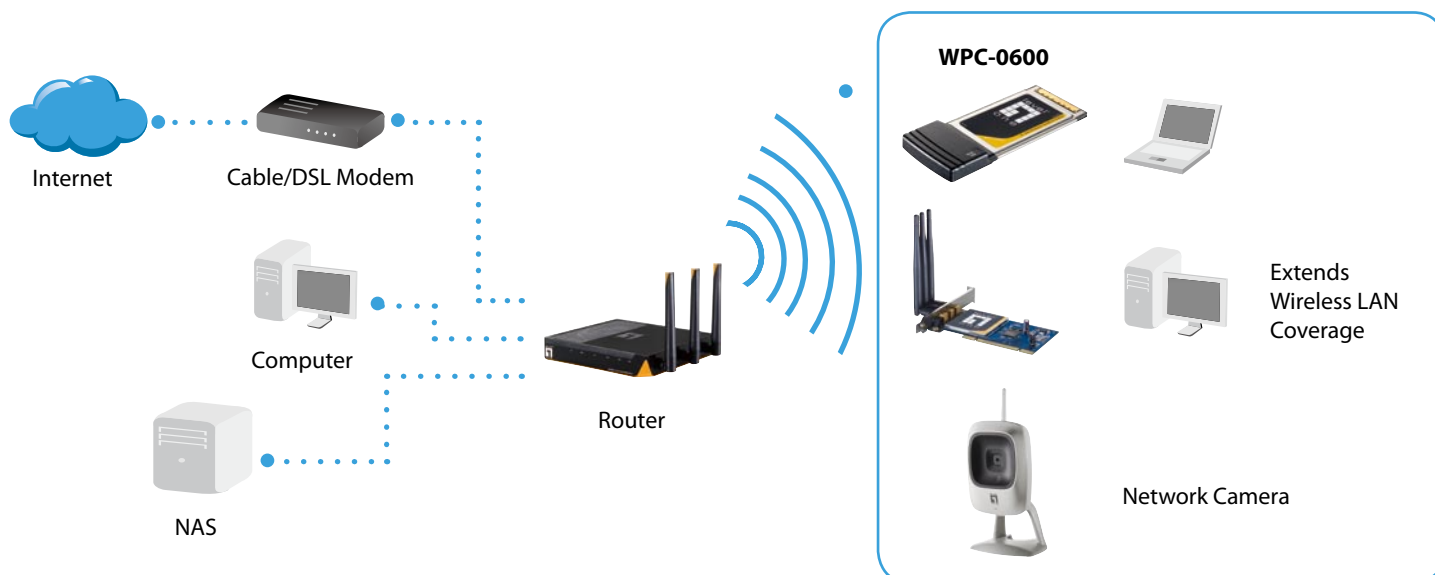 WPC-0600
Internet
Cable/DSL Modem
Computer
Router
NAS
Extends
Wireless LAN
Coverage
Network Camera